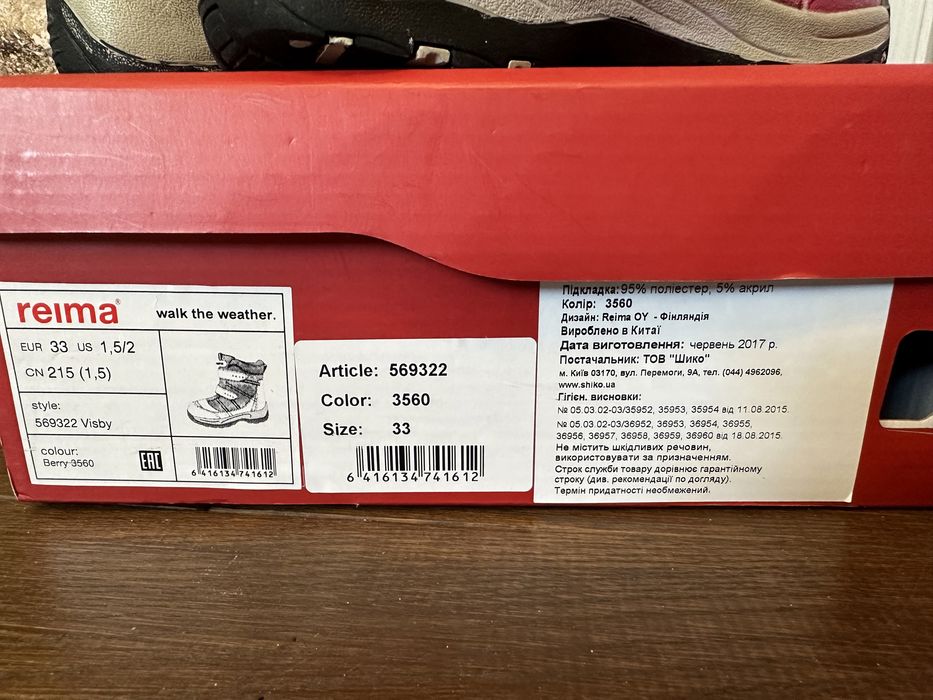 reima®
walk the weather.
EUR 33 US 1,5/2
CN 215 (1,5)
style:
569322 Visby
colour:
Berry 3560
EAC
6 416134 741612
Article: 569322
Color: 3560
Size: 33
6 416134 741612
Підкладка: 95% поліестер, 5% акрил
Колір: 3560
Дизайн: Reima OY - Фінляндія
Вироблено в Китаї
Дата виготовлення: червень 2017 р.
Постачальник: ТОВ "Шико"
м. Київ 03170, вул. Перемоги, 9А, тел. (044) 4962096,
www.shiko.ua
Гігієн. висновки:
№ 05.03.02-03/35952, 35953, 35954 від 11.08.2015.
№ 05.03.02-03/36952, 36953, 36954, 36955,
36956, 36957, 36958, 36959, 36960 від 18.08.2015.
Не містить шкідливих речовин,
використовувати за призначенням.
Строк служби товару дорівнює гарантійному
строку (див. рекомендації по догляду).
Термін придатності необмежений.